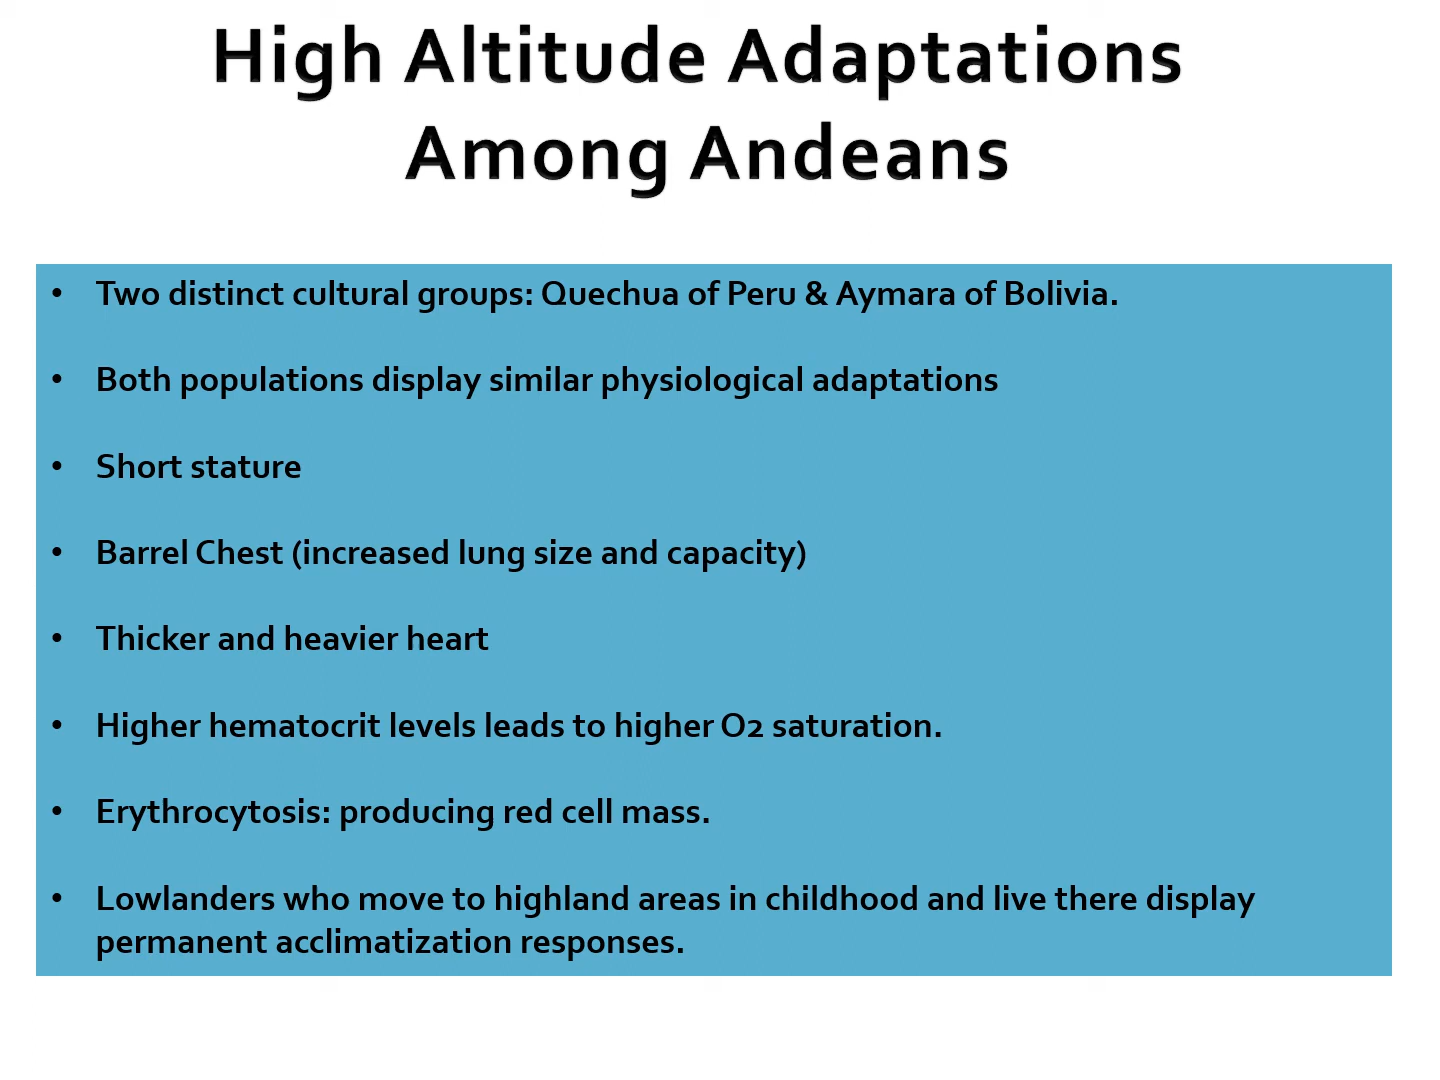 High Altitude Adaptations
Among Andeans
• Two distinct cultural groups: Quechua of Peru & Aymara of Bolivia.
• Both populations display similar physiological adaptations
• Short stature
• Barrel Chest (increased lung size and capacity)
• Thicker and heavier heart
• Higher hematocrit levels leads to higher O2 saturation.
• Erythrocytosis: producing red cell mass.
• Lowlanders who move to highland areas in childhood and live there display
permanent acclimatization responses.